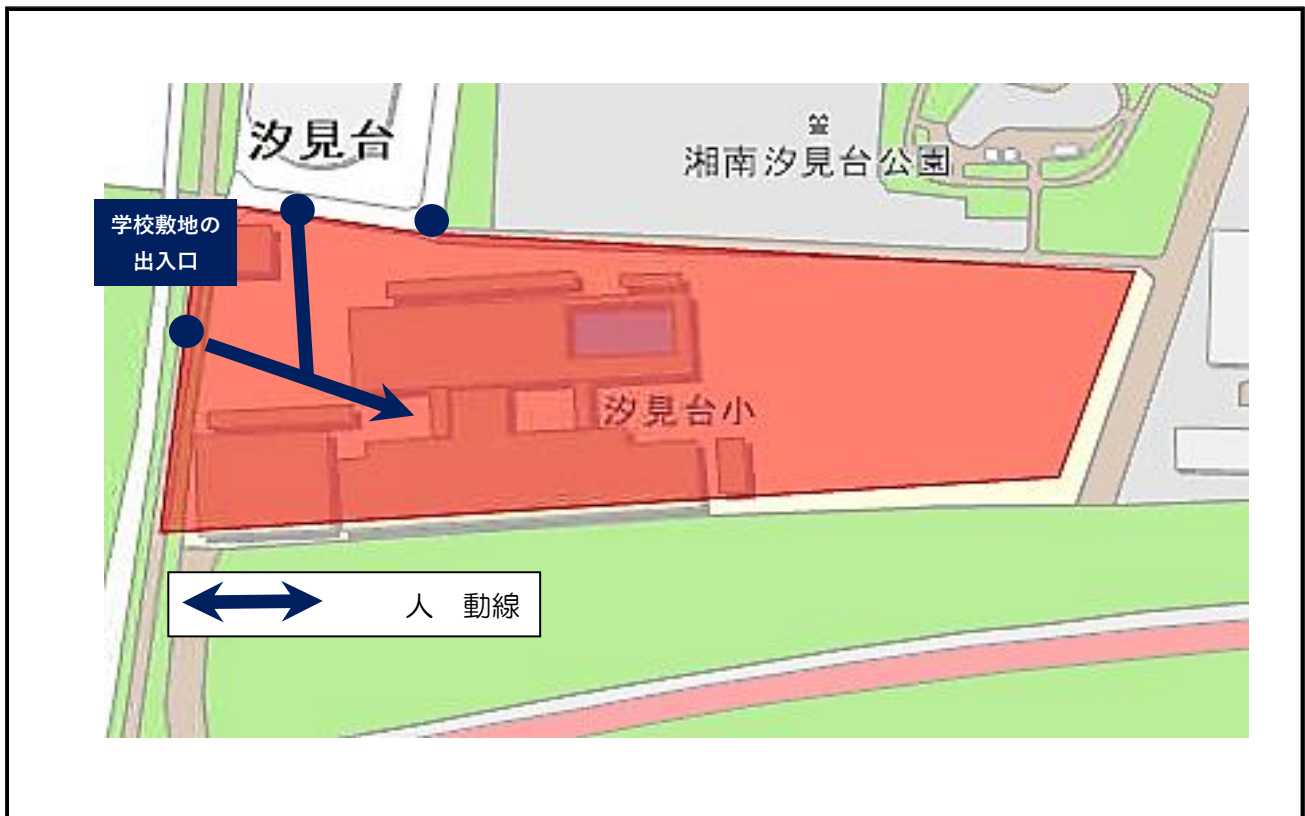 汐見台
湘南汐見台公園
学校敷地の
出入口
汐見台小
人　動線